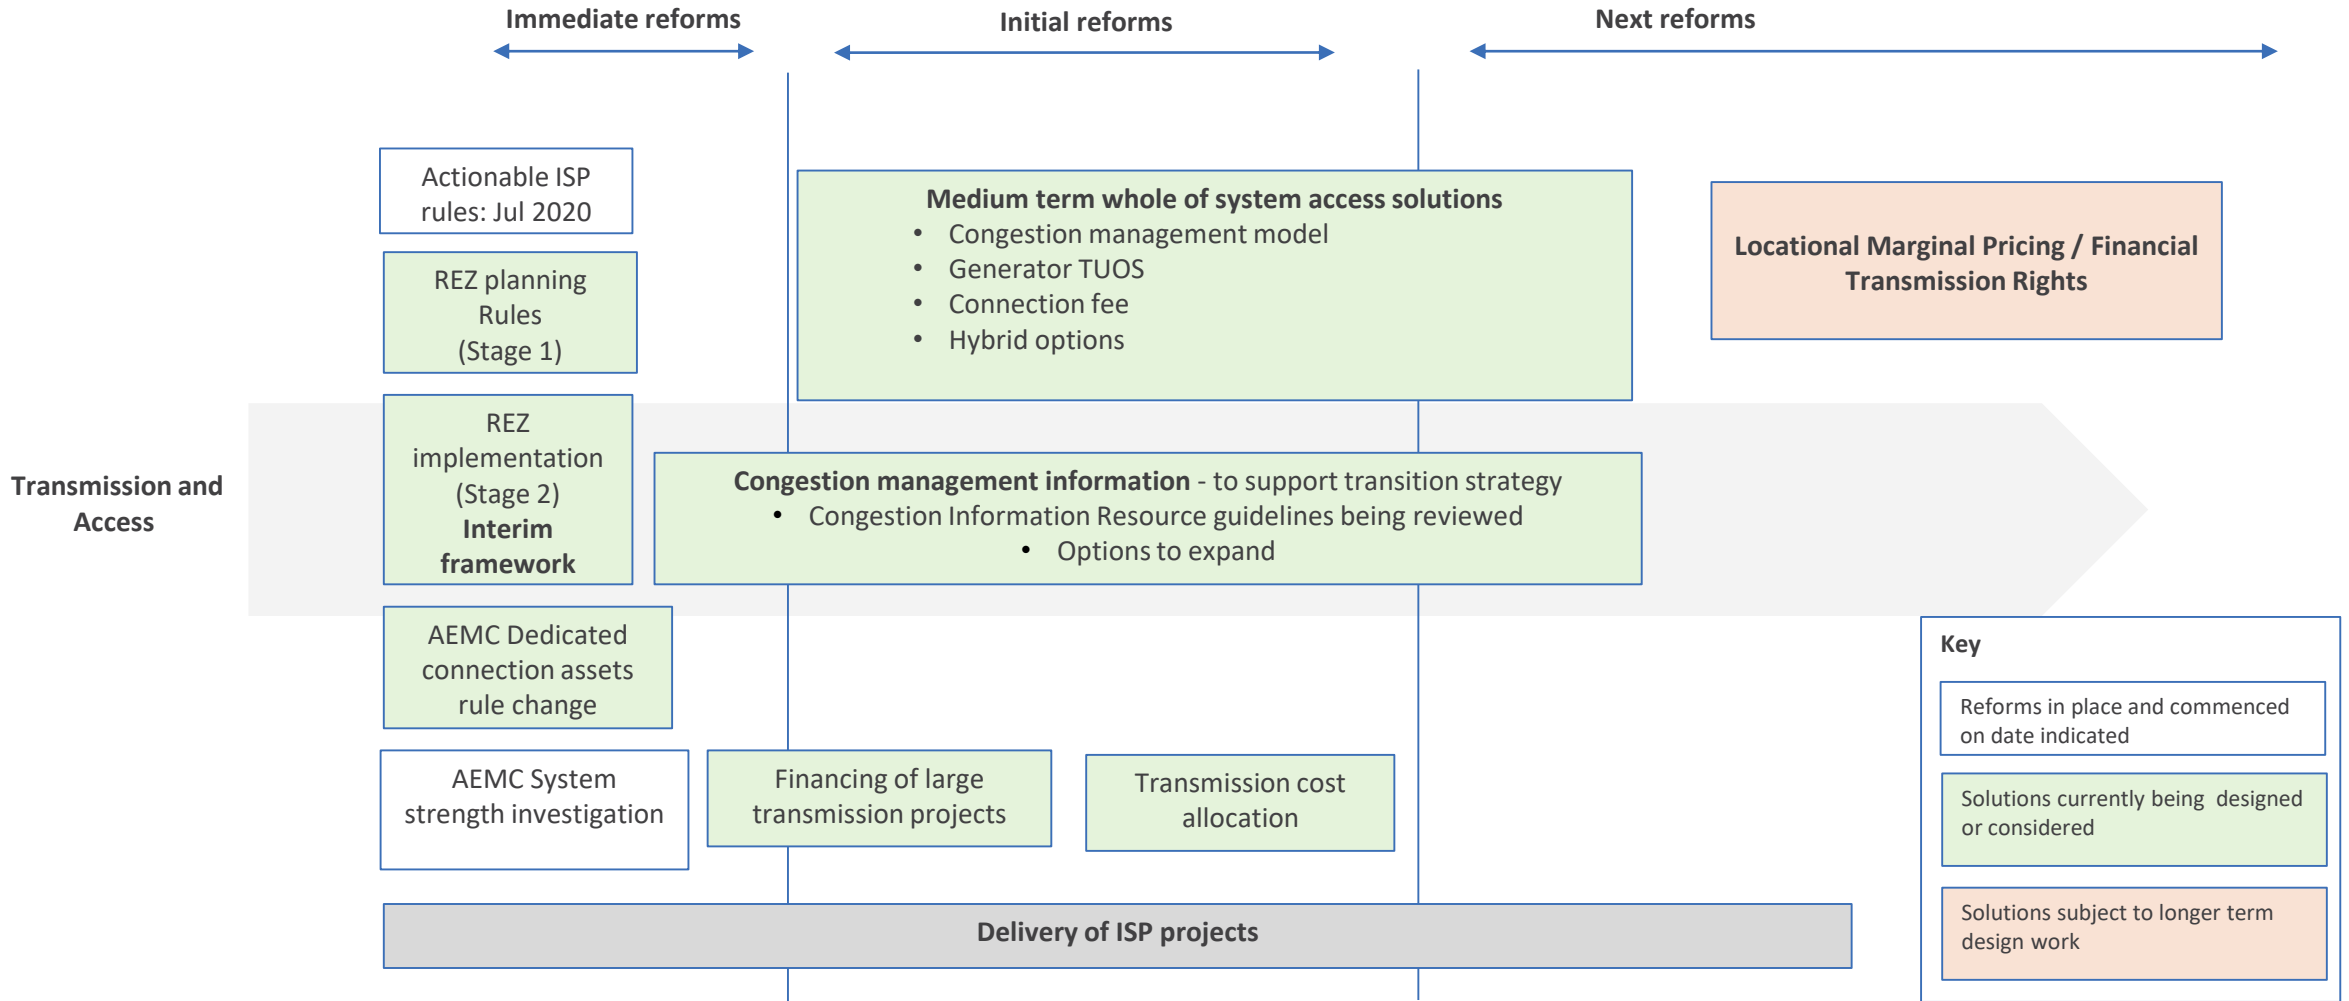 Immediate reforms
Initial reforms
Next reforms
Actionable ISP
rules: Jul 2020
REZ planning
Rules
(Stage 1)
Medium term whole of system access solutions
• Congestion management model
• Generator TUOS
• Connection fee
• Hybrid options
Locational Marginal Pricing / Financial
Transmission Rights
Transmission and
Access
REZ
implementation
(Stage 2)
Interim
framework
Congestion management information - to support transition strategy
• Congestion Information Resource guidelines being reviewed
• Options to expand
AEMC Dedicated
connection assets
rule change
AEMC System
strength investigation
Financing of large
transmission projects
Transmission cost
allocation
Delivery of ISP projects
Key
Reforms in place and commenced
on date indicated
Solutions currently being designed
or considered
Solutions subject to longer term
design work